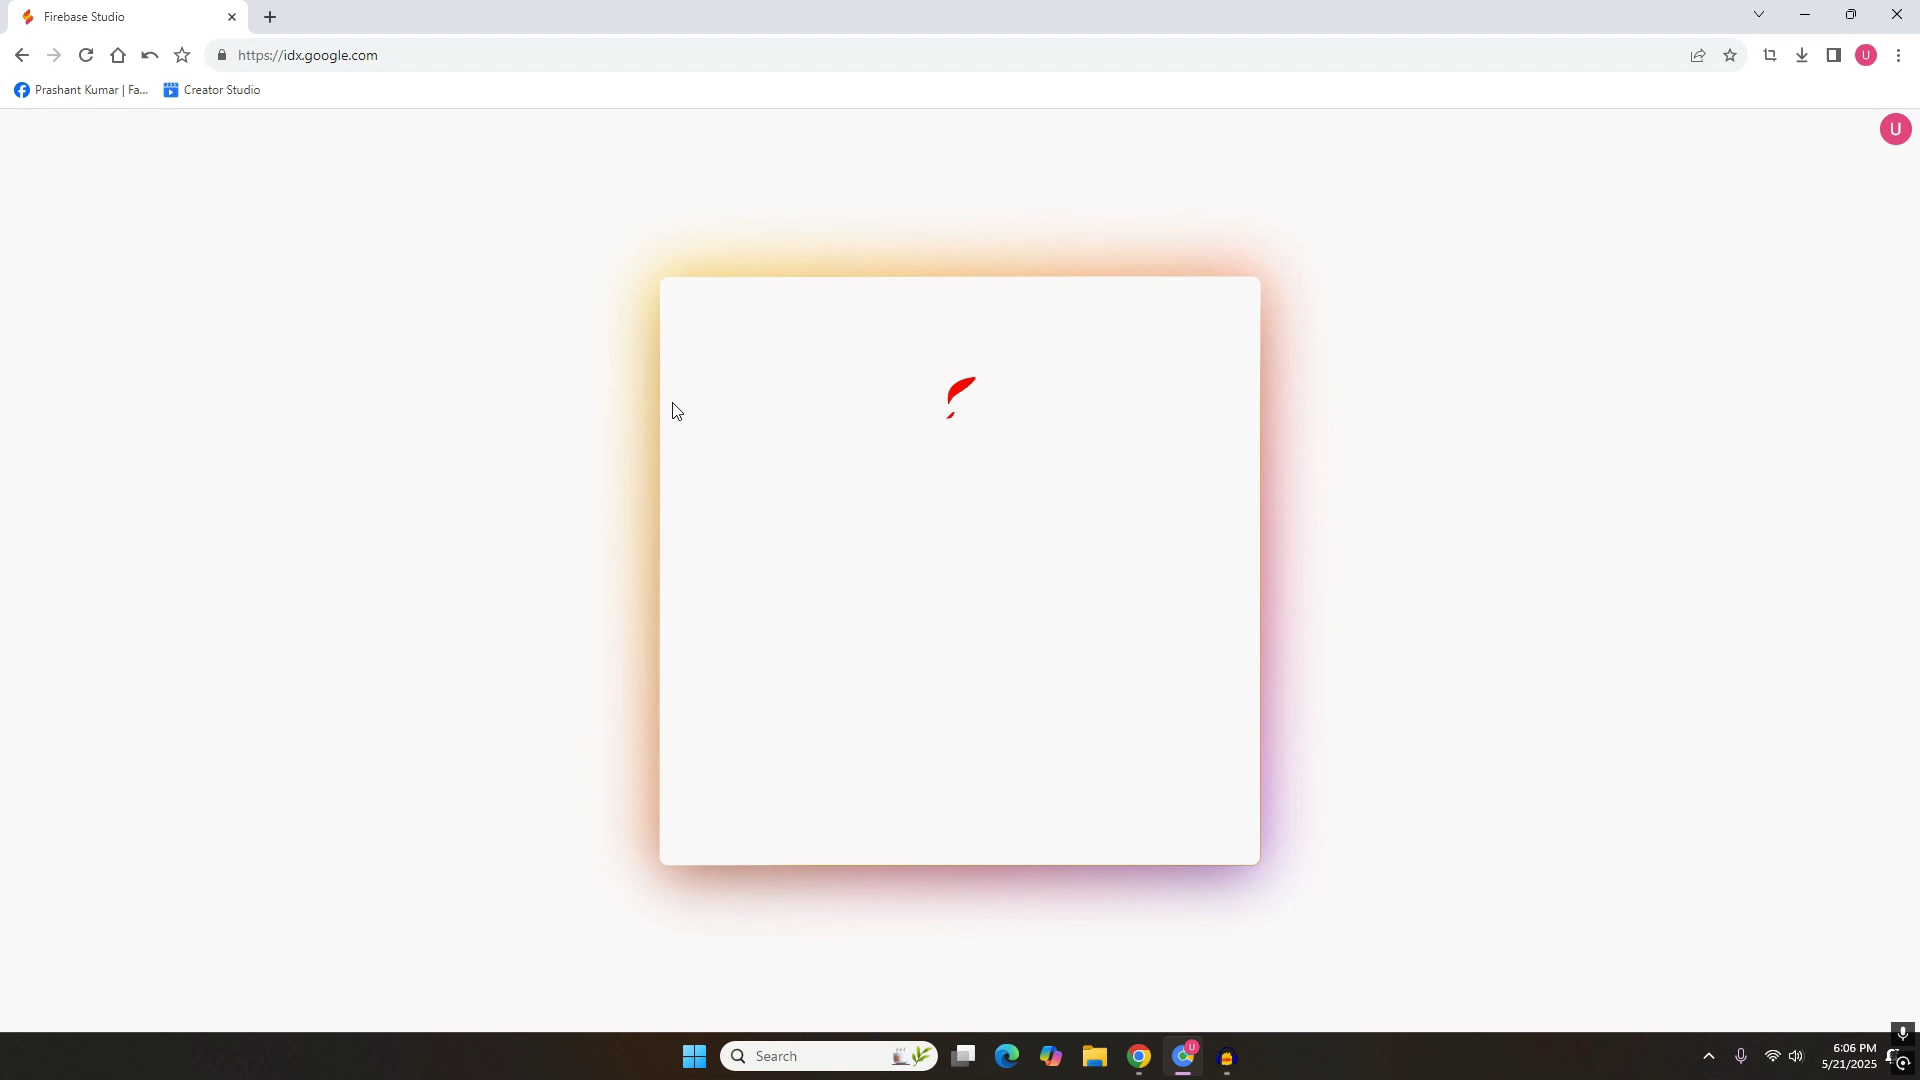 Firebase Studio
https://idx.google.com
U
Prashant Kumar | Fa...
Creator Studio
U
Search
U
6:06 PM
5/21/2025